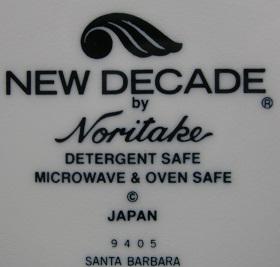 NEW DECADE®
by
Noritake
DETERGENT SAFE
MICROWAVE & OVEN SAFE
©
JAPAN
9405
SANTA BARBARA